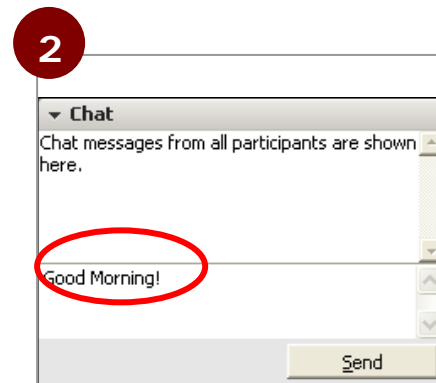 2
Chat
Chat messages from all participants are shown
here.
Good Morning!
Send